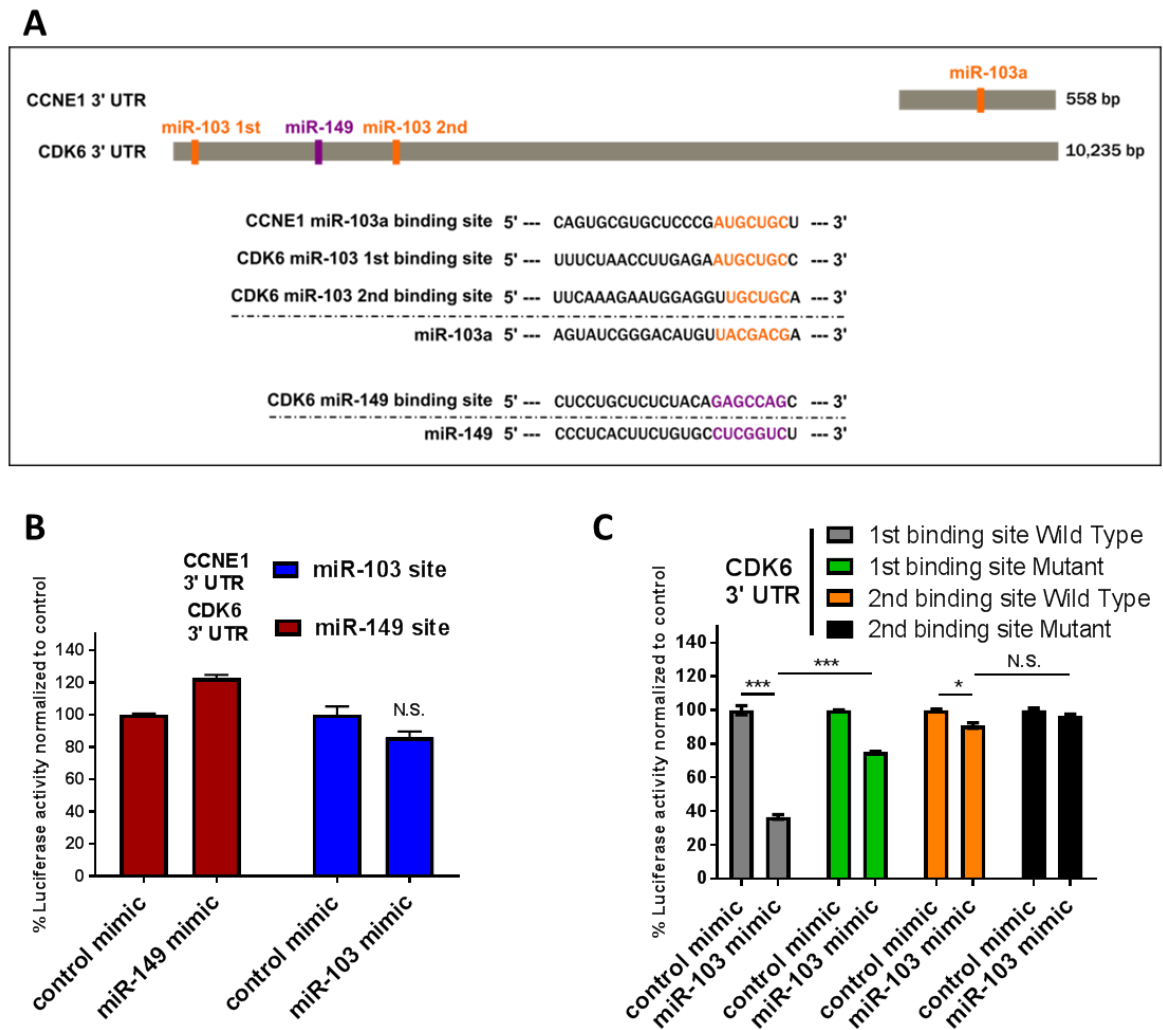 A
miR-103a
CCNE1 3' UTR
558 bp
miR-103 1st miR-149 miR-103 2nd
CDK6 3' UTR
10,235 bp
CCNE1 miR-103a binding site 5' --- CAGUGCGUGCUCCCGAUGCUGCU --- 3'
CDK6 miR-103 1st binding site 5' --- UUUCUAACCUUGAGAAUGCUGCC --- 3'
CDK6 miR-103 2nd binding site 5' --- UUCAAAGAAUGGAGGUUGCUGCA --- 3'
miR-103a 5' --- AGUAUCGGGACAUGUUACGACGA --- 3'
CDK6 miR-149 binding site 5' --- CUCCUGCUCUCUACAGAGCCAGC --- 3'
miR-149 5' --- CCCUCACUUCUGUGCCUCGGUCU --- 3'
B
CCNE1
3' UTR
miR-103 site
CDK6
3' UTR
miR-149 site
% Luciferase activity normalized to control
140
120
100
80
60
40
20
0
N.S.
control mimic
miR-149 mimic
control mimic
miR-103 mimic
C
CDK6
3' UTR
1st binding site Wild Type
1st binding site Mutant
2nd binding site Wild Type
2nd binding site Mutant
% Luciferase activity normalized to control
140
120
100
80
60
40
20
0
***
***
*
N.S.
control mimic
miR-103 mimic
control mimic
miR-103 mimic
control mimic
miR-103 mimic
control mimic
miR-103 mimic